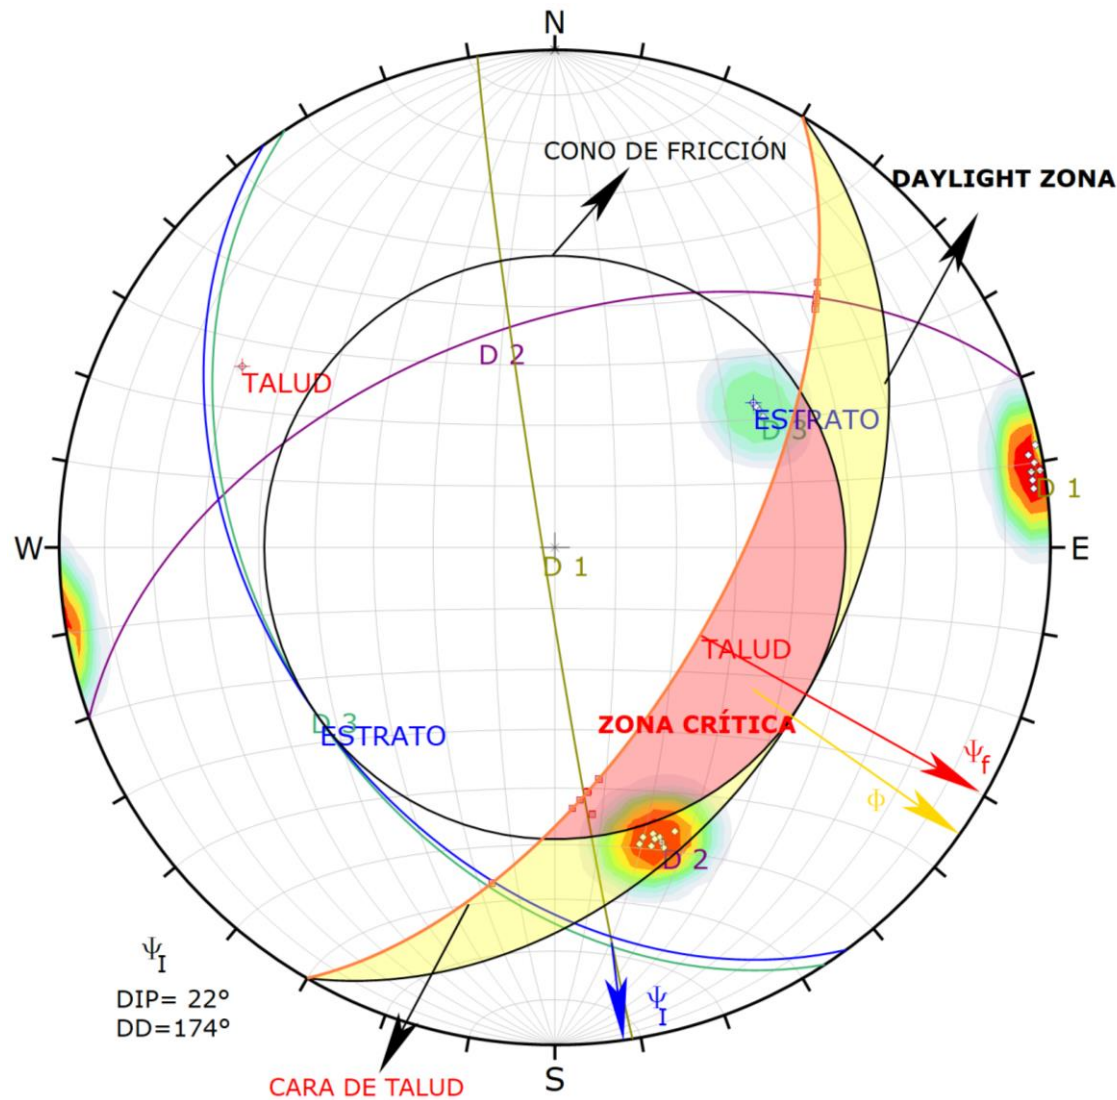 N
CONO DE FRICCIÓN
DAYLIGHT ZONA
D 2
TALUD
ESTRATO
D 3
D 1
W
E
D 1
TALUD
ZONA CRÍTICA
D 3
ESTRATO
Ψf
ϕ
D 2
ΨI
DIP= 22°
DD=174°
ΨI
S
CARA DE TALUD